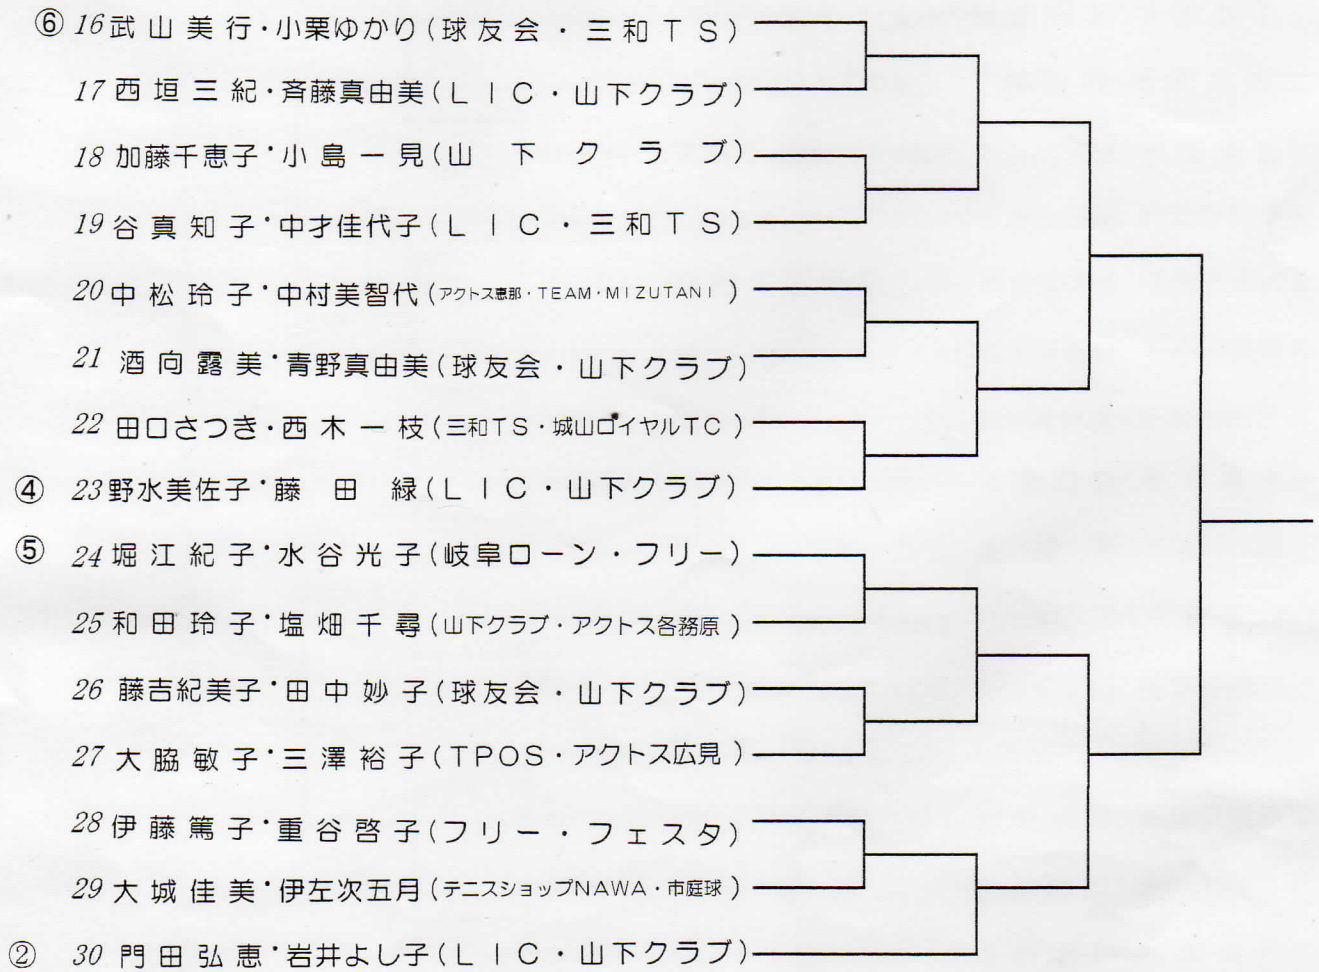 ⑥ 16 武山美行・小栗ゆかり(球友会・三和TS)
17 西垣三紀・斉藤真由美(LIC・山下クラブ)
18 加藤千恵子・小島一見(山下クラブ)
19 谷真知子・中才佳代子(LIC・三和TS)
20 中松玲子・中村美智代(アクトス恵那・TEAM・MIZUTANI)
21 酒向露美・青野真由美(球友会・山下クラブ)
22 田口さつき・西木一枝(三和TS・城山ロイヤルTC)
④ 23 野水美佐子・藤田緑(LIC・山下クラブ)
⑤ 24 堀江紀子・水谷光子(岐阜ローン・フリー)
25 和田玲子・塩畑千尋(山下クラブ・アクトス各務原)
26 藤吉紀美子・田中妙子(球友会・山下クラブ)
27 大脇敏子・三澤裕子(TPOS・アクトス広見)
28 伊藤篤子・重谷啓子(フリー・フェスタ)
29 大城佳美・伊左次五月(テニスショップNAWA・市庭球)
② 30 門田弘恵・岩井よし子(LIC・山下クラブ)